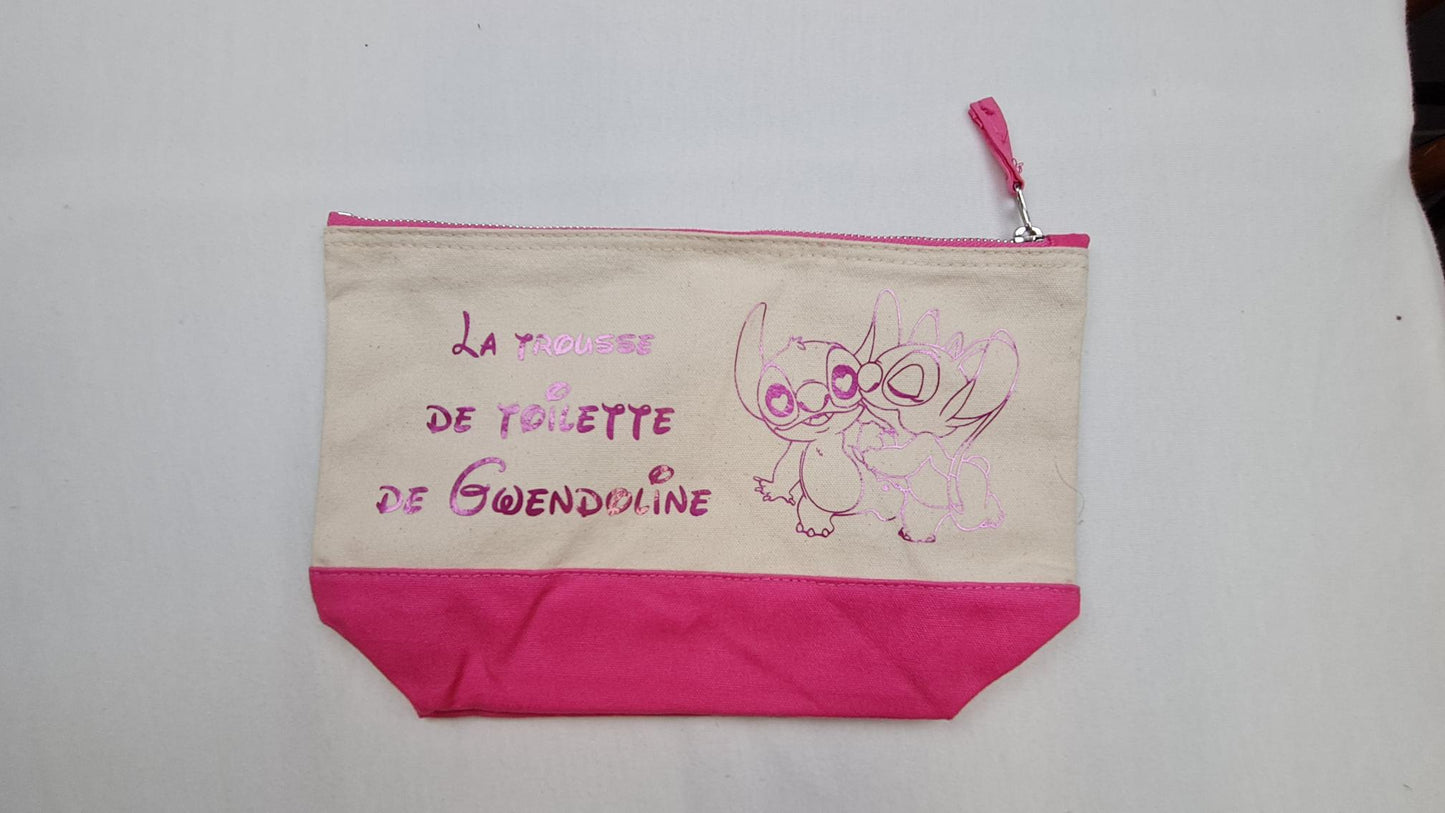 La trousse
de toilette
de Gwendoline